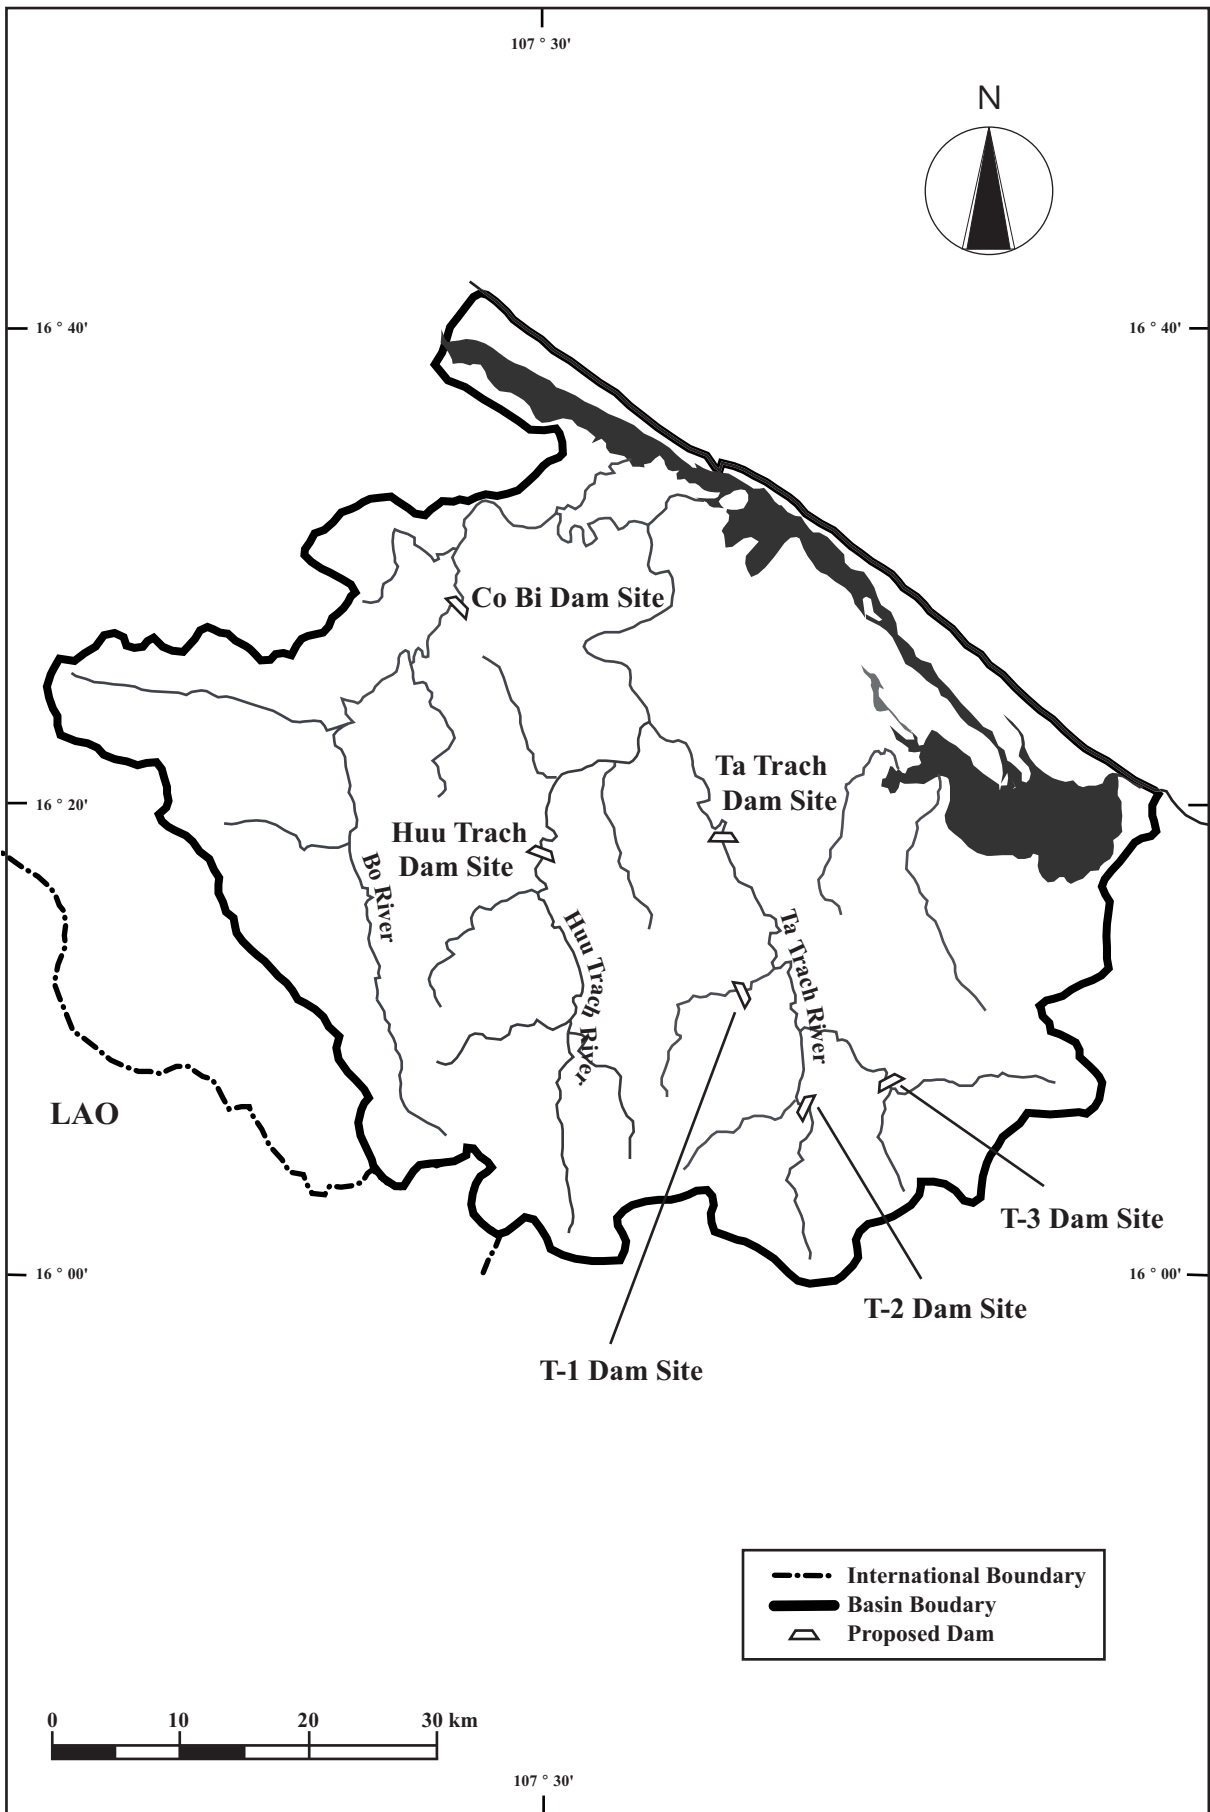 107 ° 30'
N
16 ° 40'
16 ° 40'
Co Bi Dam Site
Ta Trach
Dam Site
16 ° 20'
Huu Trach
Dam Site
Bo River
Huu Trach River
Ta Trach River
LAO
T-3 Dam Site
16 ° 00'
16 ° 00'
T-2 Dam Site
T-1 Dam Site
International Boundary
Basin Boudary
Proposed Dam
0 10 20 30 km
107 ° 30'